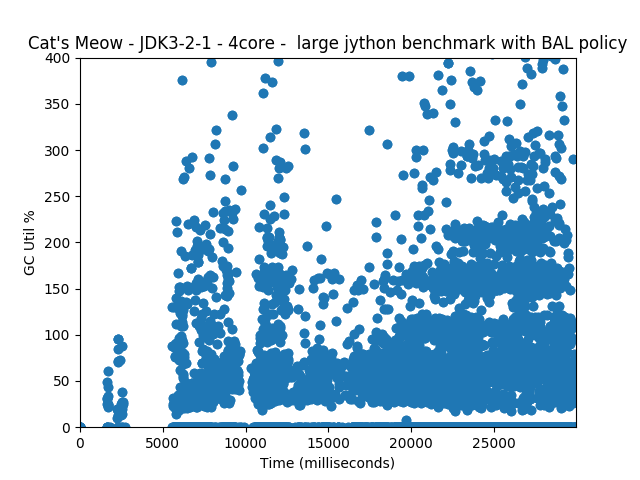 Cat's Meow - JDK3-2-1 - 4core -  large jython benchmark with BAL policy
400
350
300
250
200
150
100
50
0
GC Util %
0 5000 10000 15000 20000 25000
Time (milliseconds)